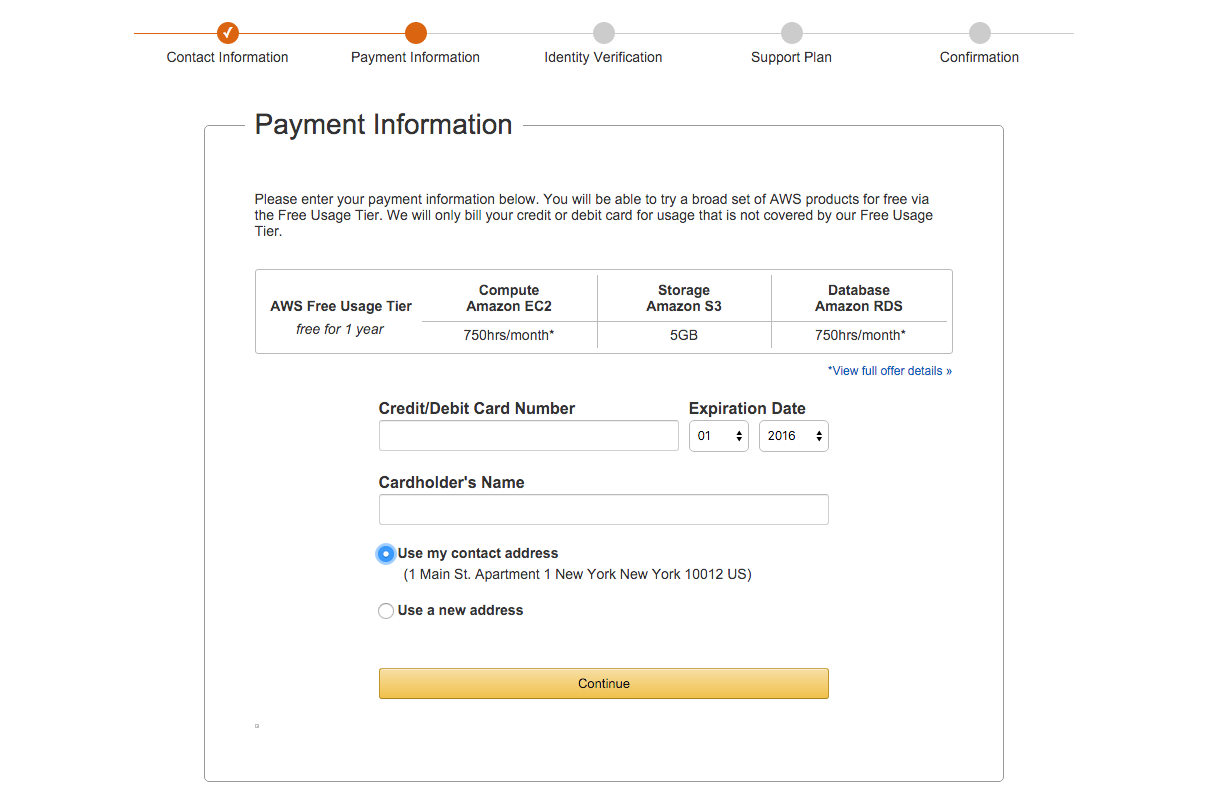 Contact Information
Payment Information
Identity Verification
Support Plan
Confirmation
Payment Information
Please enter your payment information below. You will be able to try a broad set of AWS products for free via
the Free Usage Tier. We will only bill your credit or debit card for usage that is not covered by our Free Usage
Tier.
AWS Free Usage Tier
free for 1 year
Compute
Amazon EC2
750hrs/month*
Storage
Amazon S3
5GB
Database
Amazon RDS
750hrs/month*
*View full offer details »
Credit/Debit Card Number
Expiration Date
01
2016
Cardholder's Name
Use my contact address
(1 Main St. Apartment 1 New York New York 10012 US)
Use a new address
Continue